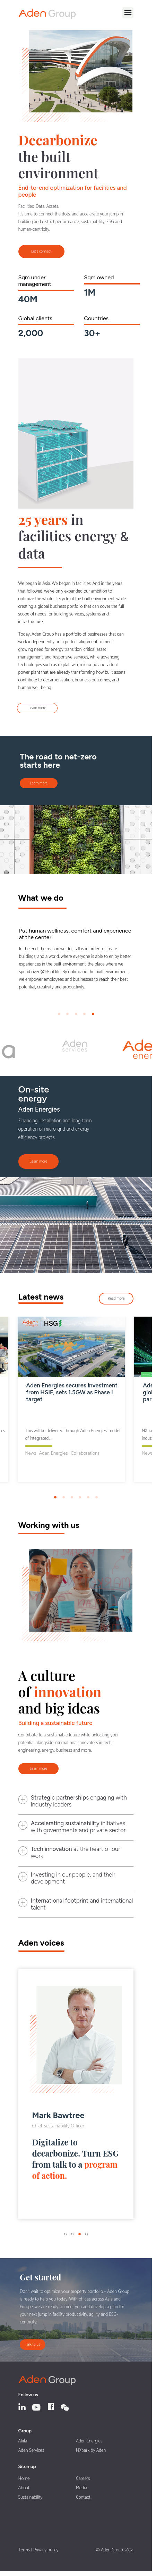 Aden Group
Decarbonize
the built
environment
End-to-end optimization for facilities and
people
Facilities. Data. Assets.
It's time to connect the dots, and accelerate your jump in
building and district performance, sustainability, ESG and
human centricity.
Let's connect
Sqm under
management
40M
Sqm owned
1M
Global clients
2,000
Countries
30+
25 years in
facilities energy &
data
We began in Asia. We began in facilities. And in the years
that followed, we've only expanded our ambition to
optimize the whole lifecycle of the built environment, while
creating a global business portfolio that can cover the full
scope of needs for building services, systems and
infrastructure.
Today, Aden Group has a portfolio of businesses that can
work independently or in perfect alignment to meet
growing need for energy transition, critical asset
management, and responsive services, while advancing
technologies such as digital twin, microgrid and virtual
power plant that are already transforming how built assets
contribute to decarbonization, business outcomes, and
human well-being.
Learn more
The road to net-zero
starts here
Learn more
What we do
Put human wellness, comfort and experience
at the center
In the end, the reason we do it all is in order to create
buildings, and a world, where everyone is able to enjoy better
experiences in the built environment, the place where we
spend over 90% of life. By optimizing the built environment,
we empower employees and businesses to reach their best
potential, creatively and productively.
Aden
SERVICES
Ade
ener
On-site
energy
Aden Energies
Financing, installation and long-term
operation of micro-grid and energy
efficiency projects.
Learn more
Latest news
Read more
HSG
Aden Energies secures investment
from HSIF, sets 1.5GW as Phase I
target
This will be delivered through Aden Energies' model
of integrated..
News, Aden Energies, Collaborations
Working with us
A culture
of innovation
and big ideas
Building a sustainable future
Contribute to a sustainable future while unlocking your
potential alongside international innovators in tech,
engineering, energy, business and more.
Learn more
Strategic partnerships engaging with
industry leaders
Accelerating sustainability initiatives
with governments and private sector
Tech innovation at the heart of our
work
Investing in our people, and their
development
International footprint and international
talent
Aden voices
Mark Bawtree
Chief Sustainability Officer
Digitalize to
decarbonize. Turn ESG
from talk to a program
of action.
Get started
Don't wait to optimize your property portfolio – Aden Group
is ready to help you today. With offices across Asia and
Europe, we are ready to meet you and develop a plan for
your next jump in facility productivity, agility, and ESG-
centricity.
Talk to us
Aden Group
Follow us
Group
Akila
Aden Energies
Aden Services
NXpark by Aden
Sitemap
Home
Careers
About
Media
Sustainability
Contact
Terms | Privacy policy
© Aden Group 2024